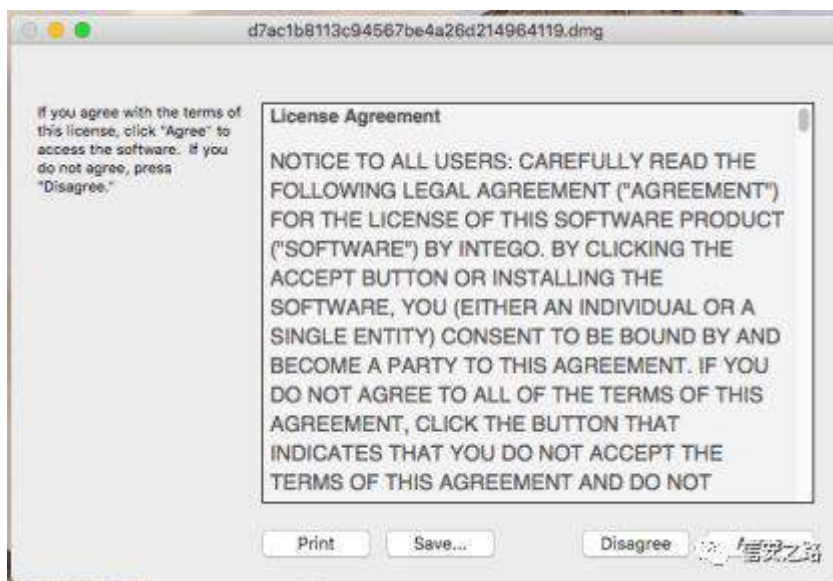 d7ac1b8113c94567be4a26d214964119.dmg
If you agree with the terms of
this license, click "Agree" to
access the software. If you
do not agree, press
"Disagree."
License Agreement
NOTICE TO ALL USERS: CAREFULLY READ THE
FOLLOWING LEGAL AGREEMENT ("AGREEMENT")
FOR THE LICENSE OF THIS SOFTWARE PRODUCT
("SOFTWARE") BY INTEGO. BY CLICKING THE
ACCEPT BUTTON OR INSTALLING THE
SOFTWARE, YOU (EITHER AN INDIVIDUAL OR A
SINGLE ENTITY) CONSENT TO BE BOUND BY AND
BECOME A PARTY TO THIS AGREEMENT. IF YOU
DO NOT AGREE TO ALL OF THE TERMS OF THIS
AGREEMENT, CLICK THE BUTTON THAT
INDICATES THAT YOU DO NOT ACCEPT THE
TERMS OF THIS AGREEMENT AND DO NOT
Print Save... Disagree
信安之路